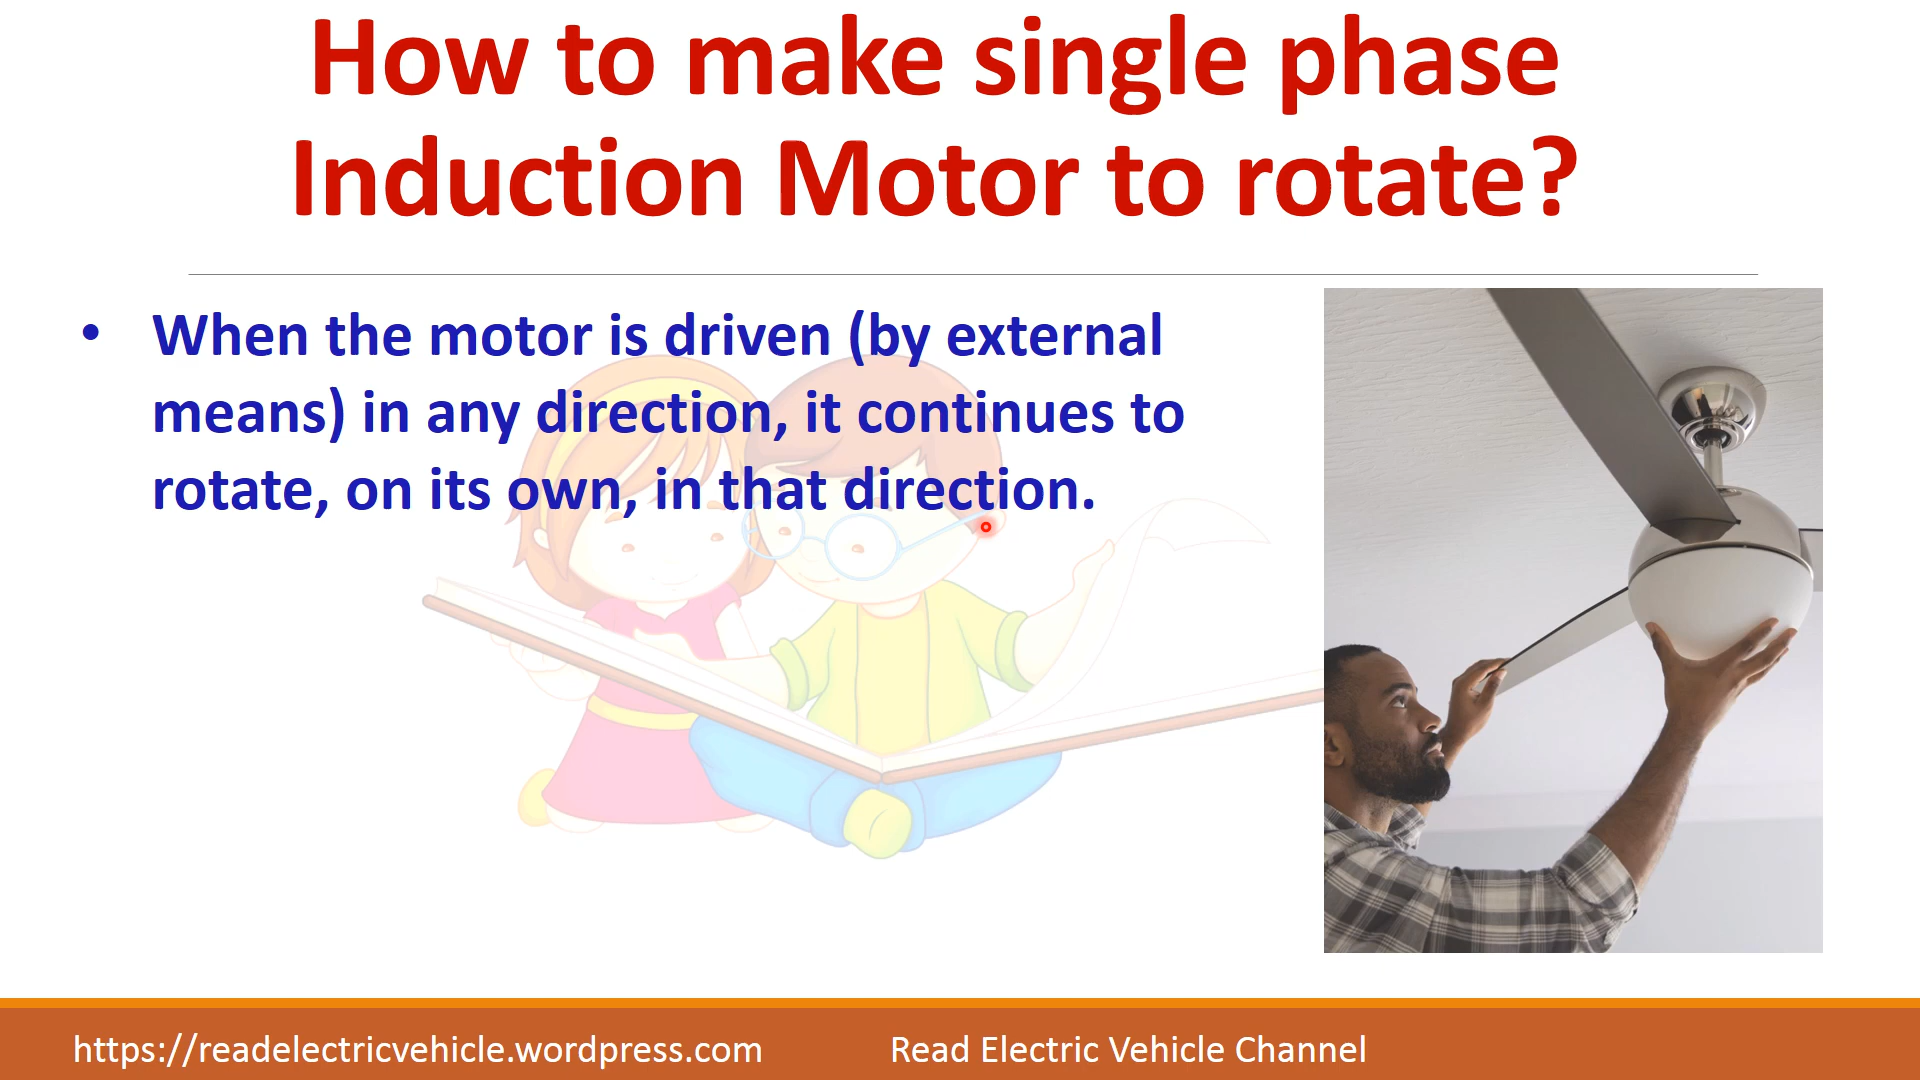 How to make single phase
Induction Motor to rotate?
• When the motor is driven (by external
means) in any direction, it continues to
rotate, on its own, in that direction.
https://readelectricvehicle.wordpress.com
Read Electric Vehicle Channel